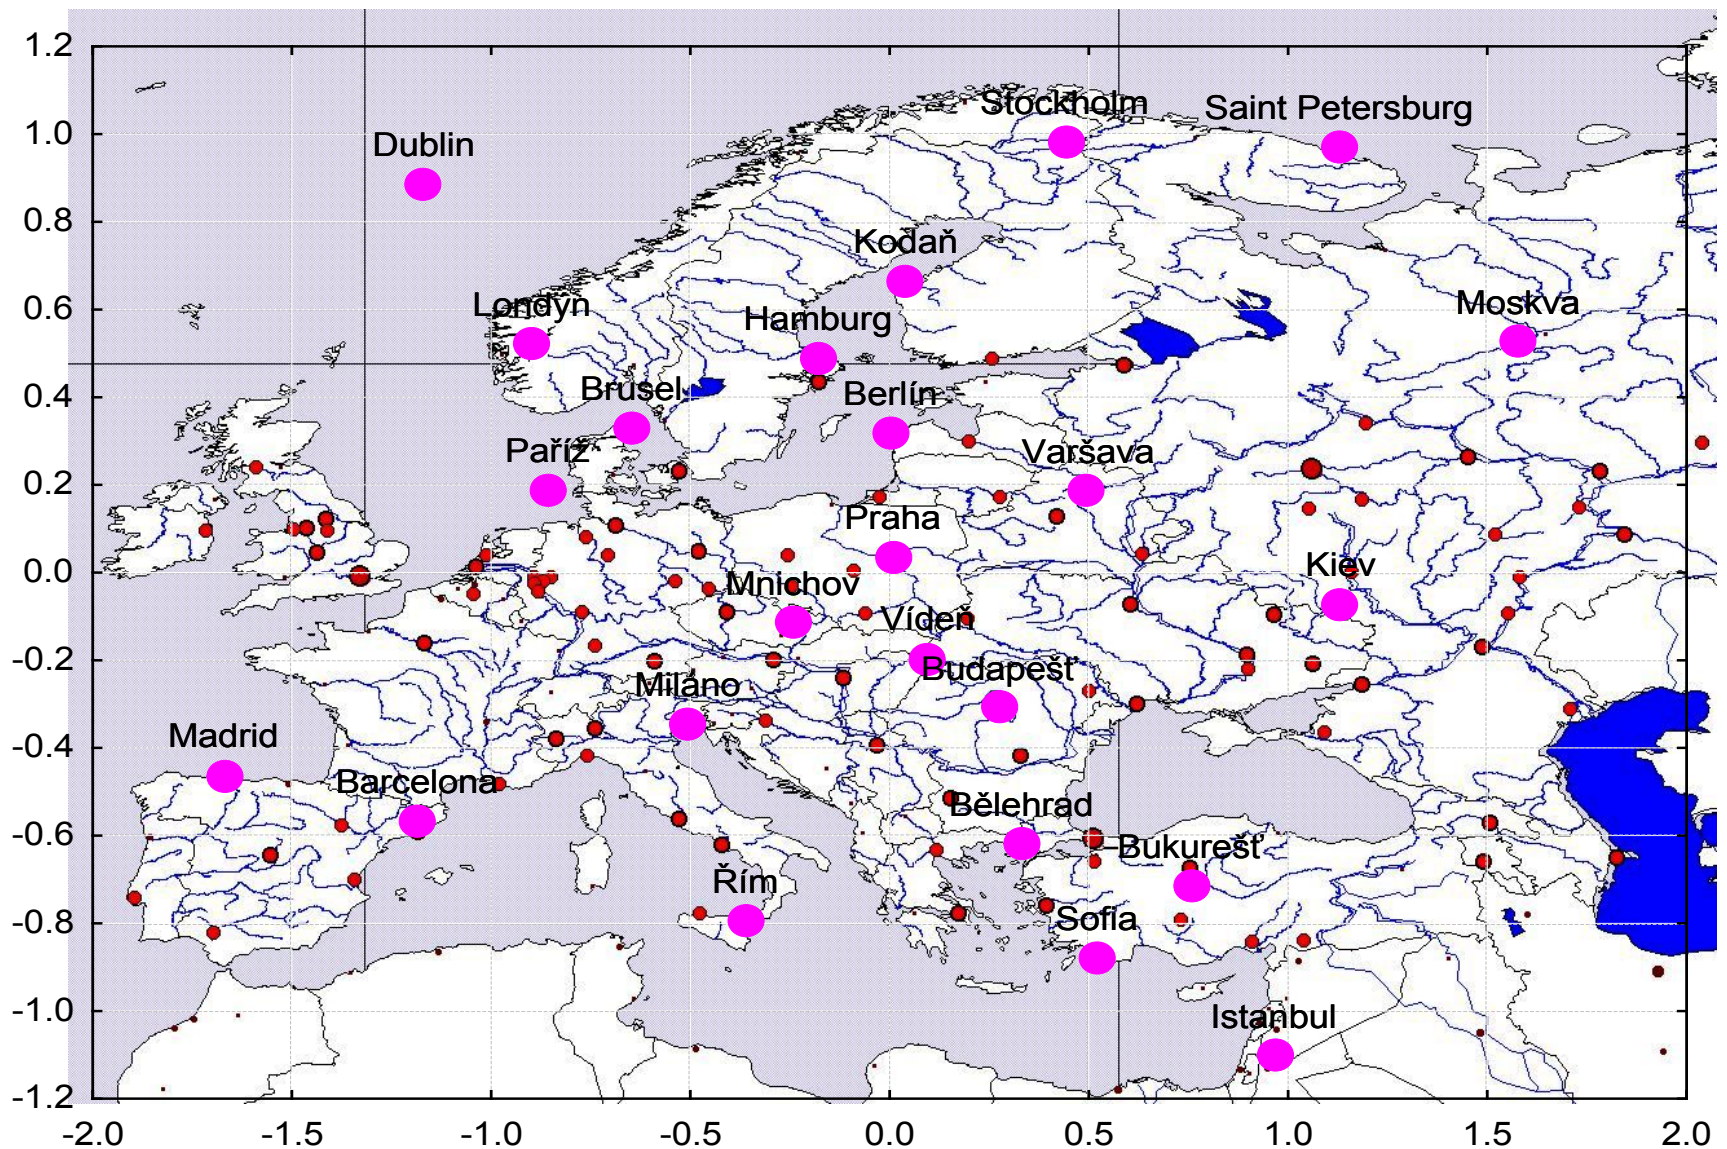 1.2
Stockholm
Saint Petersburg
1.0
Dublin
0.8
Kodaň
0.6
Londýn
Hamburg
Moskva
0.4
Brusel
Berlín
Paříž
Varšava
0.2
Praha
0.0
Mnichov
Kiev
Vídeň
-0.2
Budapešť
Miláno
Madrid
-0.4
Barcelona
Bělehrad
-0.6
Bukurešť
Řím
-0.8
Sofia
-1.0
Istanbul
-1.2
-2.0 -1.5 -1.0 -0.5 0.0 0.5 1.0 1.5 2.0